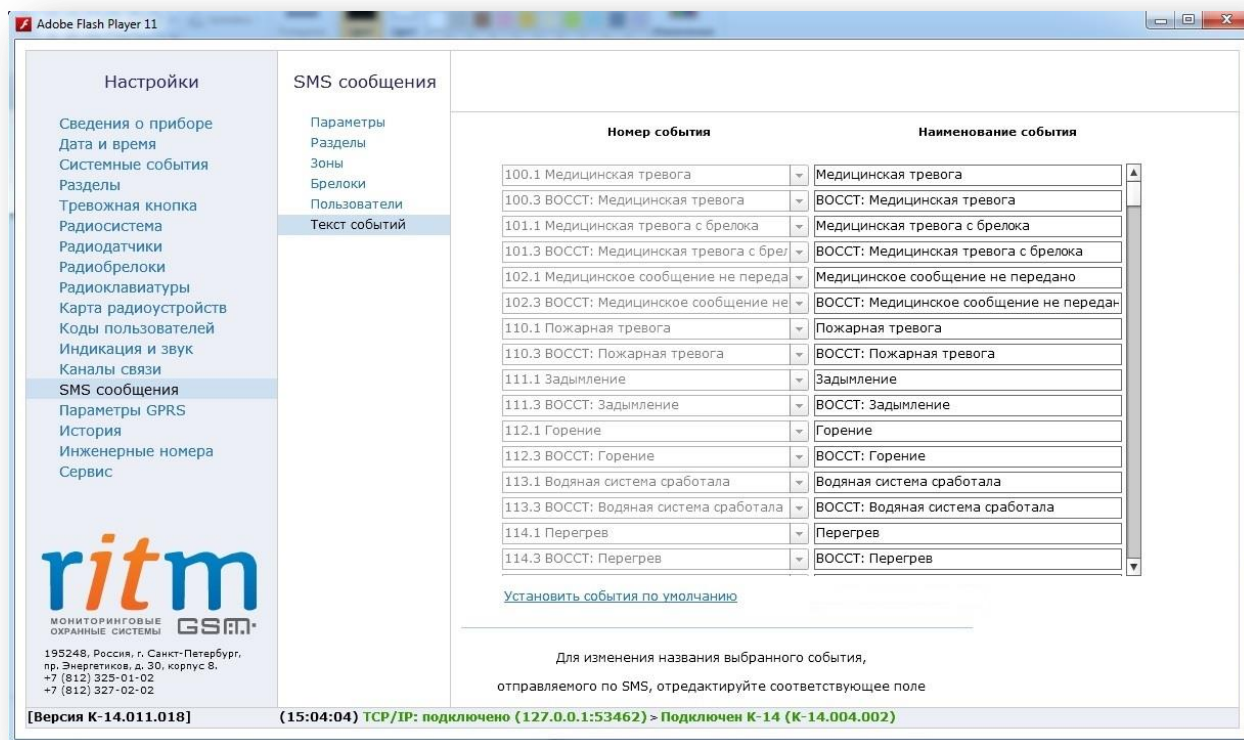 Adobe Flash Player 11
Настройки
Сведения о приборе
Дата и время
Системные события
Разделы
Тревожная кнопка
Радиосистема
Радиодатчики
Радиобрелоки
Радиоклавиатуры
Карта радиоустройств
Коды пользователей
Индикация и звук
Каналы связи
SMS сообщения
Параметры GPRS
История
Инженерные номера
Сервис
ritm
МОНИТОРИНГОВЫЕ
ОХРАННЫЕ СИСТЕМЫ
GSM
195248, Россия, г. Санкт-Петербург,
пр. Энергетиков, д. 30, корпус 8.
+7 (812) 325-01-02
+7 (812) 327-02-02
SMS сообщения
Параметры
Разделы
Зоны
Брелоки
Пользователи
Текст событий
Номер события Наименование события
100.1 Медицинская тревога Медицинская тревога
100.3 ВОССТ: Медицинская тревога ВОССТ: Медицинская тревога
101.1 Медицинская тревога с брелока Медицинская тревога с брелока
101.3 ВОССТ: Медицинская тревога с брел ВОССТ: Медицинская тревога с брелока
102.1 Медицинское сообщение не переда Медицинское сообщение не передано
102.3 ВОССТ: Медицинское сообщение не ВОССТ: Медицинское сообщение не передан
110.1 Пожарная тревога Пожарная тревога
110.3 ВОССТ: Пожарная тревога ВОССТ: Пожарная тревога
111.1 Задымление Задымление
111.3 ВОССТ: Задымление ВОССТ: Задымление
112.1 Горение Горение
112.3 ВОССТ: Горение ВОССТ: Горение
113.1 Водяная система сработала Водяная система сработала
113.3 ВОССТ: Водяная система сработала ВОССТ: Водяная система сработала
114.1 Перегрев Перегрев
114.3 ВОССТ: Перегрев ВОССТ: Перегрев
Установить события по умолчанию
Для изменения названия выбранного события,
отправляемого по SMS, отредактируйте соответствующее поле
[Версия К-14.011.018] (15:04:04) TCP/IP: подключено (127.0.0.1:53462) > Подключен К-14 (К-14.004.002)